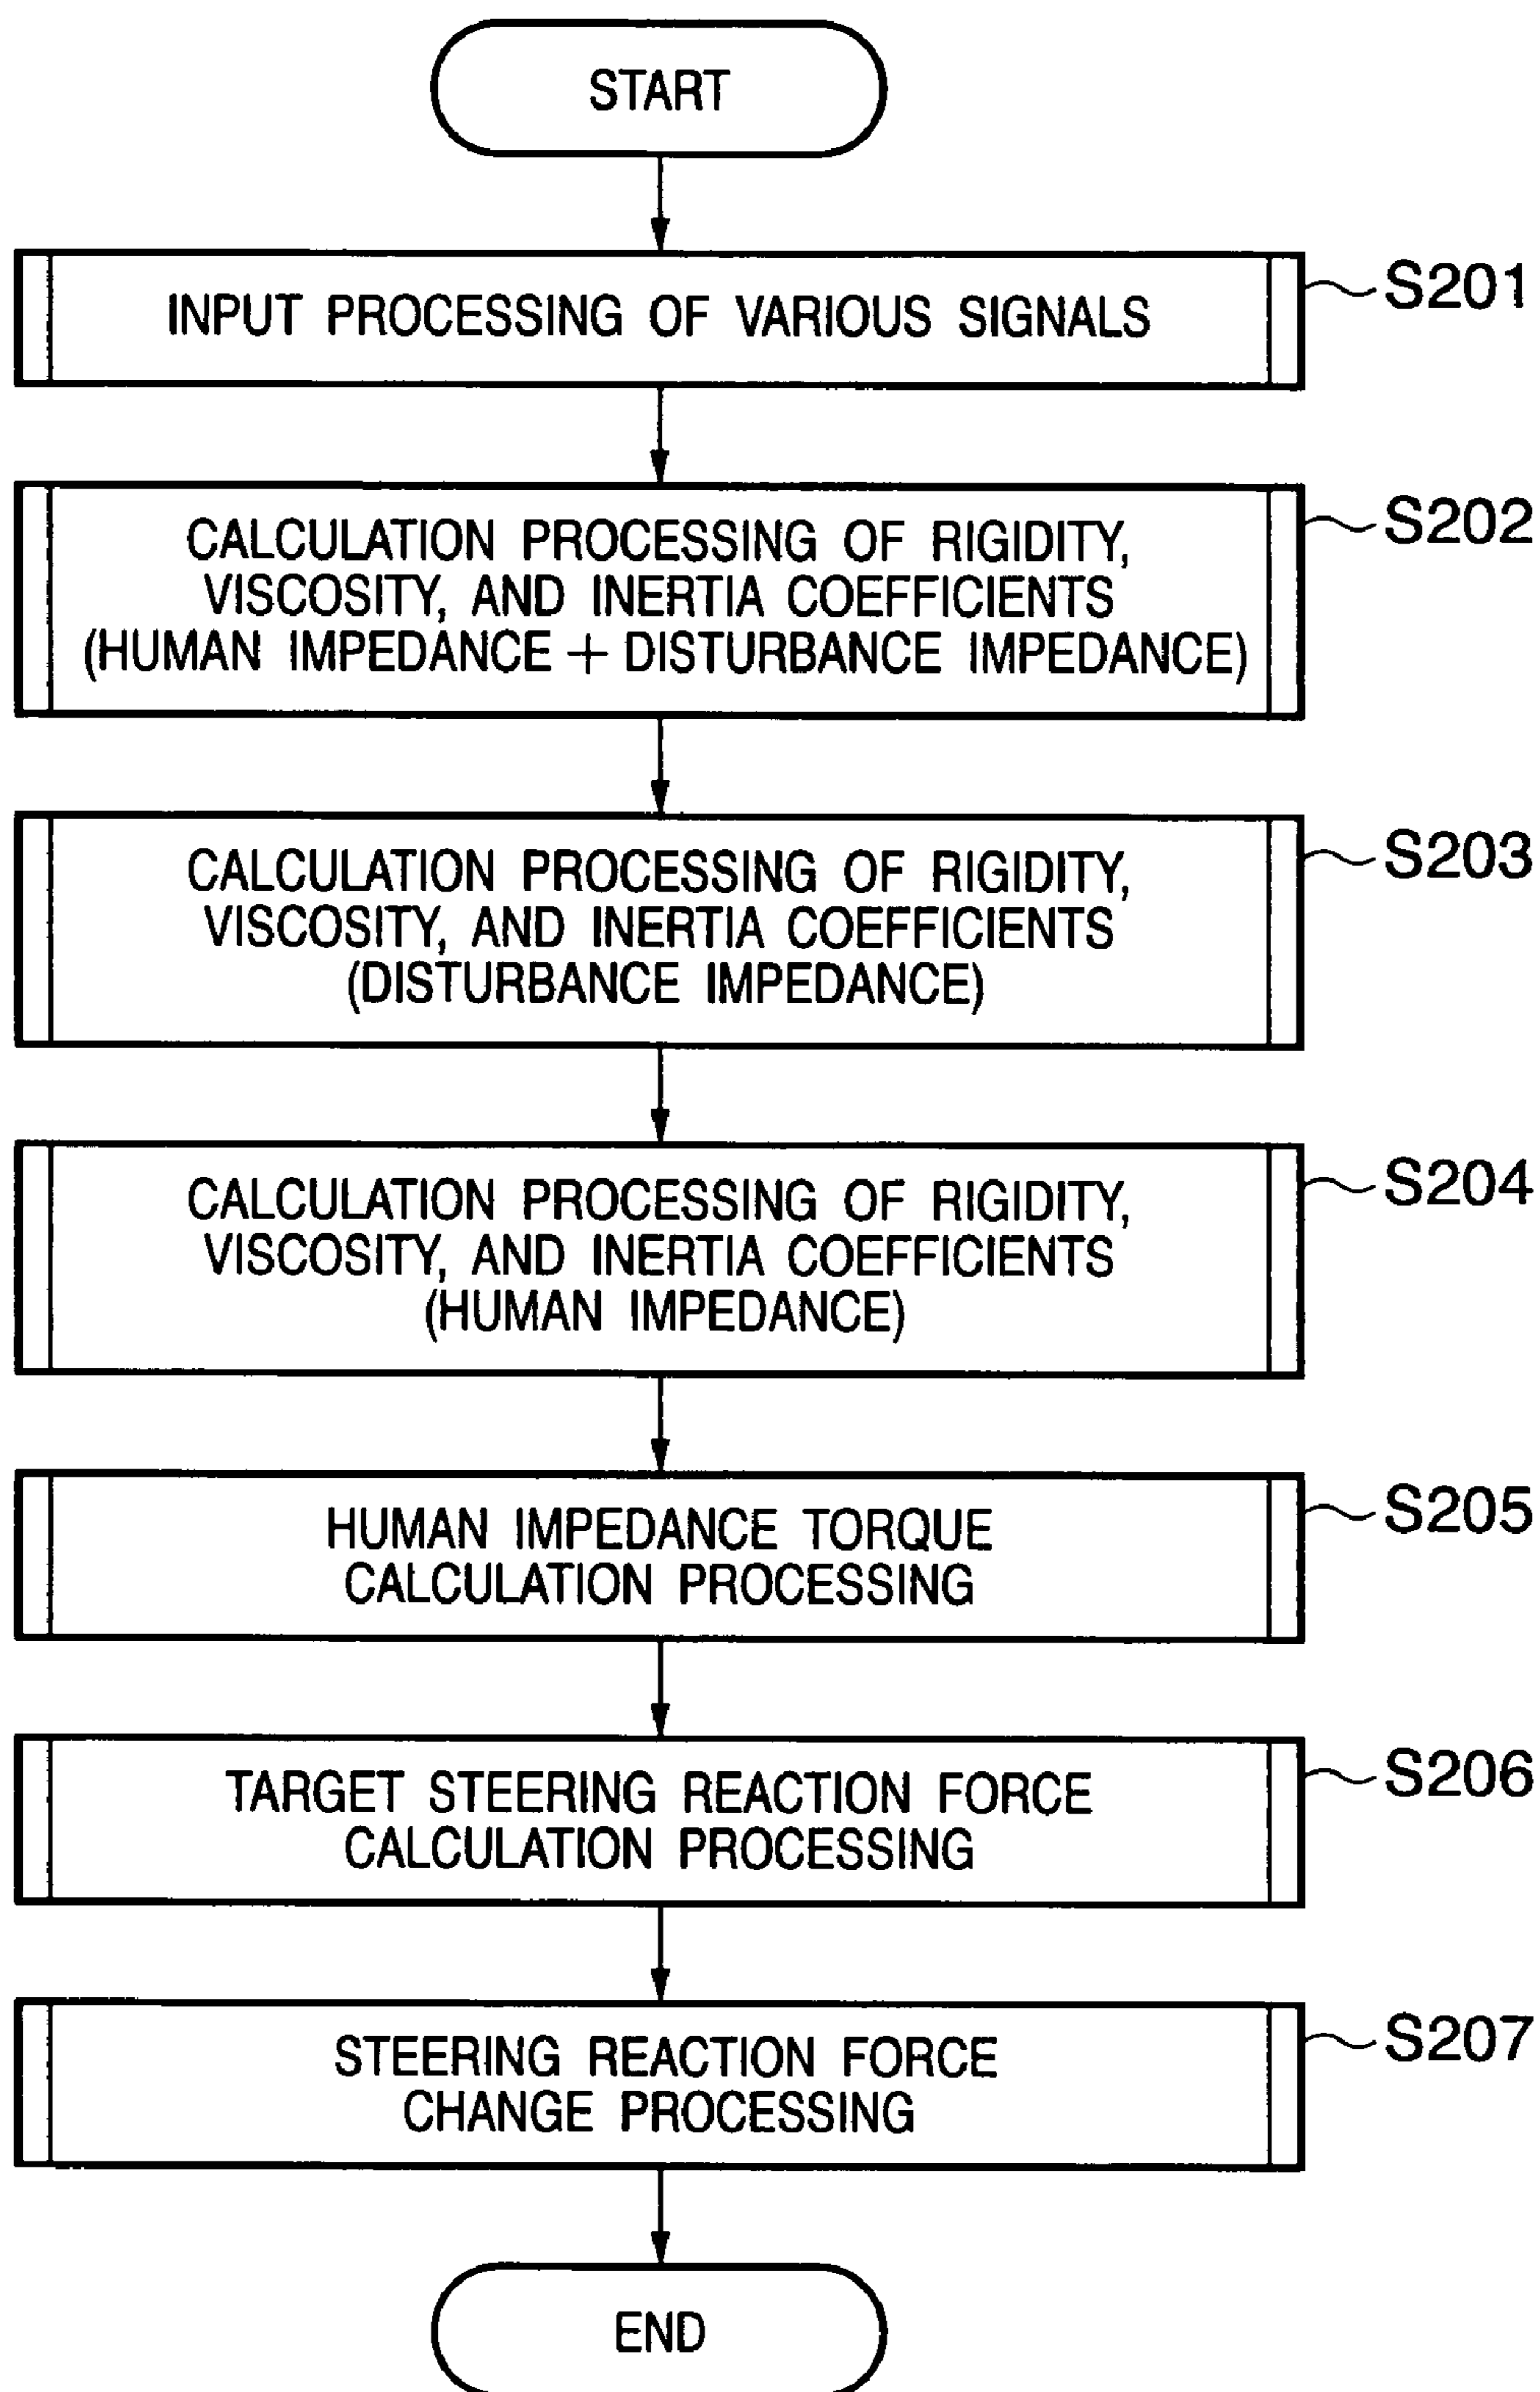 START
INPUT PROCESSING OF VARIOUS SIGNALS
S201
CALCULATION PROCESSING OF RIGIDITY,
VISCOSITY, AND INERTIA COEFFICIENTS
(HUMAN IMPEDANCE + DISTURBANCE IMPEDANCE)
S202
CALCULATION PROCESSING OF RIGIDITY,
VISCOSITY, AND INERTIA COEFFICIENTS
(DISTURBANCE IMPEDANCE)
S203
CALCULATION PROCESSING OF RIGIDITY,
VISCOSITY, AND INERTIA COEFFICIENTS
(HUMAN IMPEDANCE)
S204
HUMAN IMPEDANCE TORQUE
CALCULATION PROCESSING
S205
TARGET STEERING REACTION FORCE
CALCULATION PROCESSING
S206
STEERING REACTION FORCE
CHANGE PROCESSING
S207
END